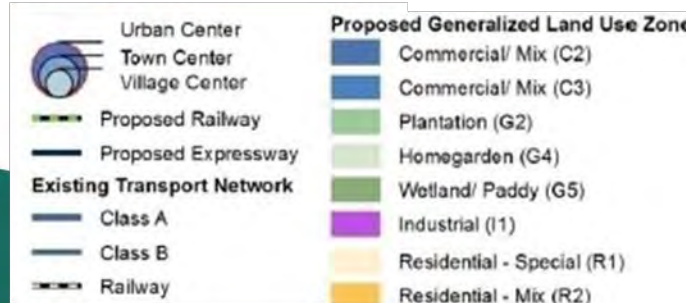 Urban Center
Town Center
Village Center
Proposed Railway
Proposed Expressway
Existing Transport Network
Class A
Class B
Railway
Proposed Generalized Land Use Zone
Commercial/ Mix (C2)
Commercial/ Mix (C3)
Plantation (G2)
Homegarden (G4)
Wetland/ Paddy (G5)
Industrial (I1)
Residential - Special (R1)
Residential - Mix (R2)